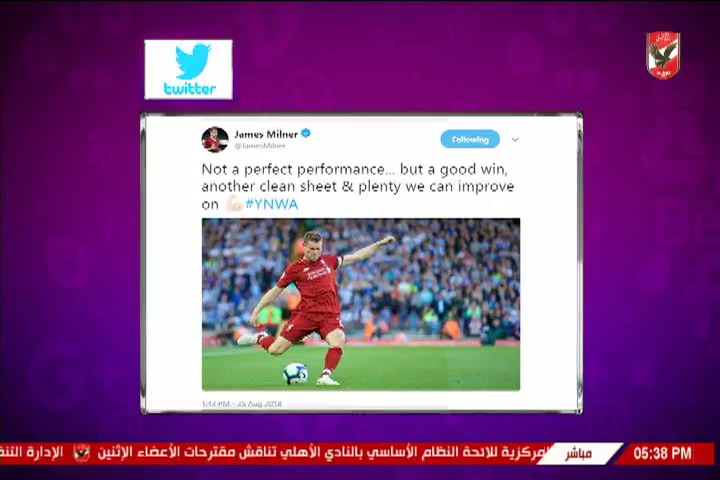 twitter
James Milner
@JamesMilner
Following
Not a perfect performance... but a good win,
another clean sheet & plenty we can improve
on 💪🏻 #YNWA
1:43 PM - 25 Aug 2018
05:38 PM
مباشر
المركزية للائحة النظام الأساسي بالنادي الأهلي تناقش مقترحات الأعضاء الإثنين
الإدارة